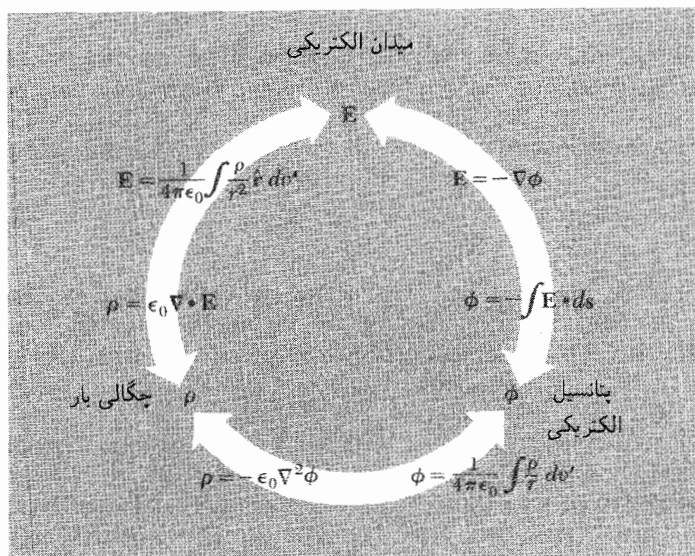 میدان الکتریکی
E
E = 1/4πϵ₀ ∫ ρ/r² r̂ dv′
E = −∇ϕ
ρ = ϵ₀ ∇ • E
ϕ = −∫ E • ds
چگالی بار ρ
ϕ پتانسیل
الکتریکی
ρ = −ϵ₀∇²ϕ
ϕ = 1/4πϵ₀ ∫ ρ/r dv′